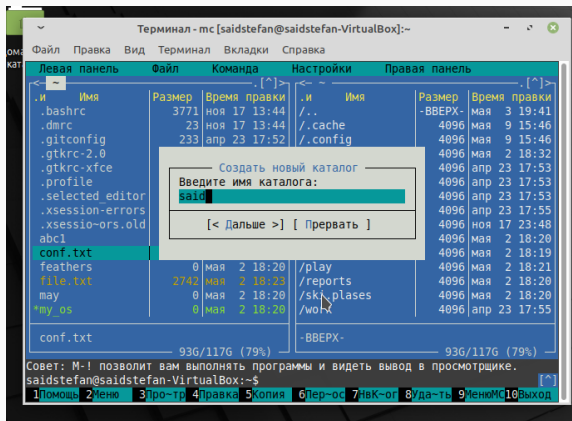 Терминал - mc [saidstefan@saidstefan-VirtualBox]:~
Файл Правка Вид Терминал Вкладки Справка
Левая панель Файл Команда Настройки Правая панель
<- ~ .[^]> <- ~ .[^]>
.и Имя Размер Время правки .и Имя Размер Время правки
.bashrc 3771 ноя 17 13:44 /.. -ВВЕРХ- мая 3 19:41
.dmrc 23 ноя 17 13:44 /.cache 4096 мая 9 15:46
.gitconfig 233 апр 23 17:52 /.config 4096 мая 9 15:46
.gtkrc-2.0 4096 мая 2 18:32
.gtkrc-xfce 4096 апр 23 17:53
.profile 4096 апр 23 17:53
.selected_editor 4096 апр 23 17:53
.xsession-errors 4096 апр 23 17:55
.xsessio~ors.old 4096 ноя 17 23:48
abc1 4096 мая 2 18:20
conf.txt 4096 мая 2 18:19
Создать новый каталог
Введите имя каталога:
said
[< Дальше >] [ Прервать ]
feathers 0 мая 2 18:20 /play 4096 мая 2 18:21
file.txt 2742 мая 2 18:23 /reports 4096 мая 2 18:20
may 0 мая 2 18:20 /ski.plases 4096 мая 2 18:20
*my_os 0 мая 2 18:20 /work 4096 апр 23 17:55
conf.txt -ВВЕРХ-
93G/117G (79%) 93G/117G (79%)
Совет: M-! позволит вам выполнять программы и видеть вывод в просмотрщике.
saidstefan@saidstefan-VirtualBox:~$ [^]
1Помощь 2Меню 3Про~тр 4Правка 5Копия 6Пер~ос 7НвК~ог 8Уда~ть 9МенюMC 10Выход